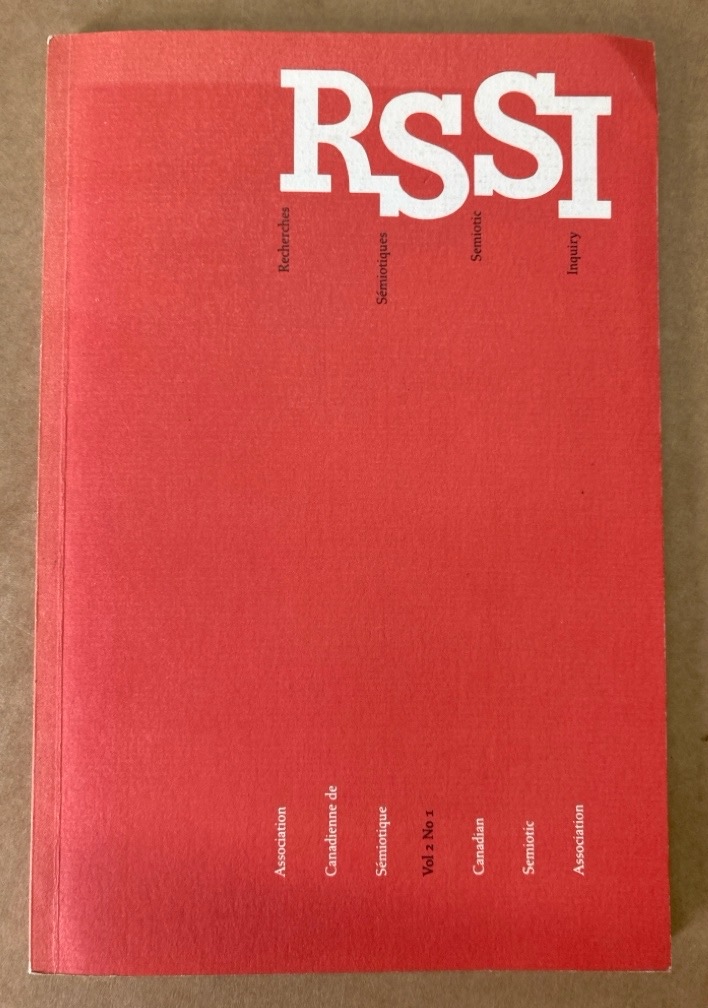 RSSI
Recherches
Sémiotiques
Semiotic
Inquiry
Association
Canadienne de
Sémiotique
Vol 2 No 1
Canadian
Semiotic
Association